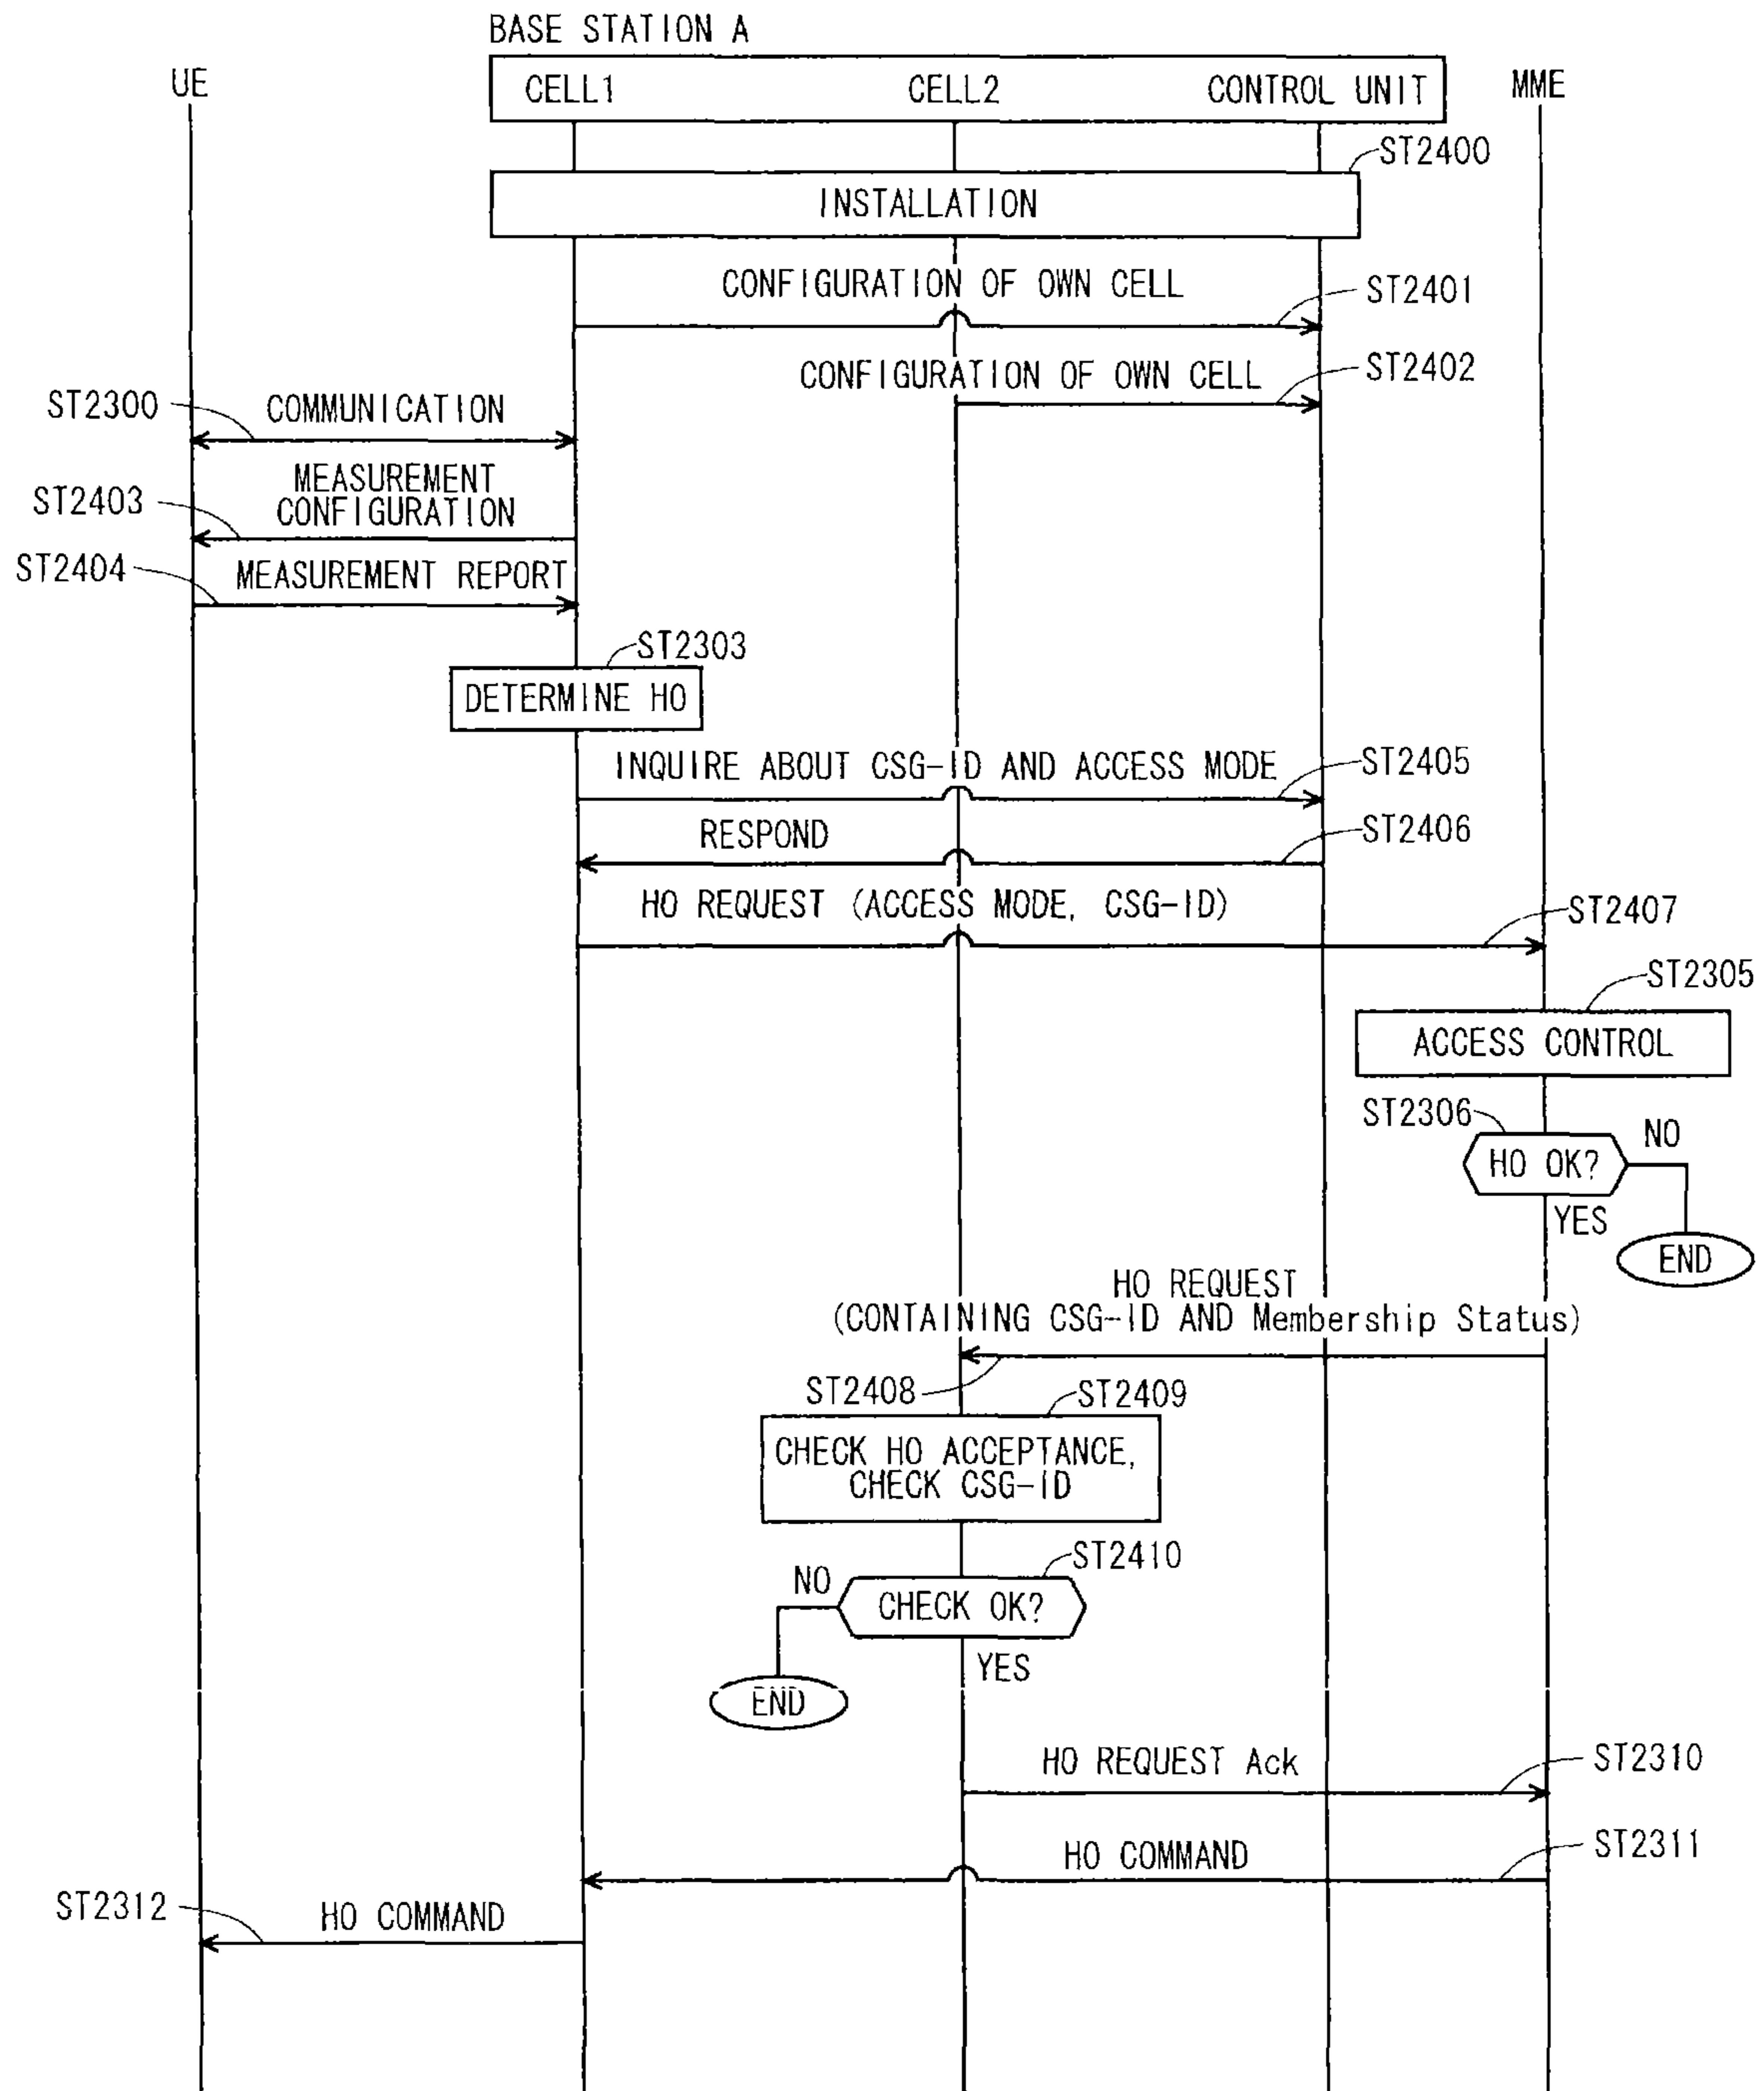 BASE STATION A
UE
CELL1
CELL2
CONTROL UNIT
MME
ST2400
INSTALLATION
CONFIGURATION OF OWN CELL
ST2401
CONFIGURATION OF OWN CELL
ST2402
ST2300
COMMUNICATION
MEASUREMENT
CONFIGURATION
ST2403
ST2404
MEASUREMENT REPORT
ST2303
DETERMINE HO
INQUIRE ABOUT CSG-ID AND ACCESS MODE
ST2405
RESPOND
ST2406
HO REQUEST (ACCESS MODE, CSG-ID)
ST2407
ST2305
ACCESS CONTROL
ST2306
HO OK?
NO
YES
END
HO REQUEST
(CONTAINING CSG-ID AND Membership Status)
ST2408
ST2409
CHECK HO ACCEPTANCE,
CHECK CSG-ID
ST2410
NO
CHECK OK?
YES
END
HO REQUEST Ack
ST2310
HO COMMAND
ST2311
ST2312
HO COMMAND